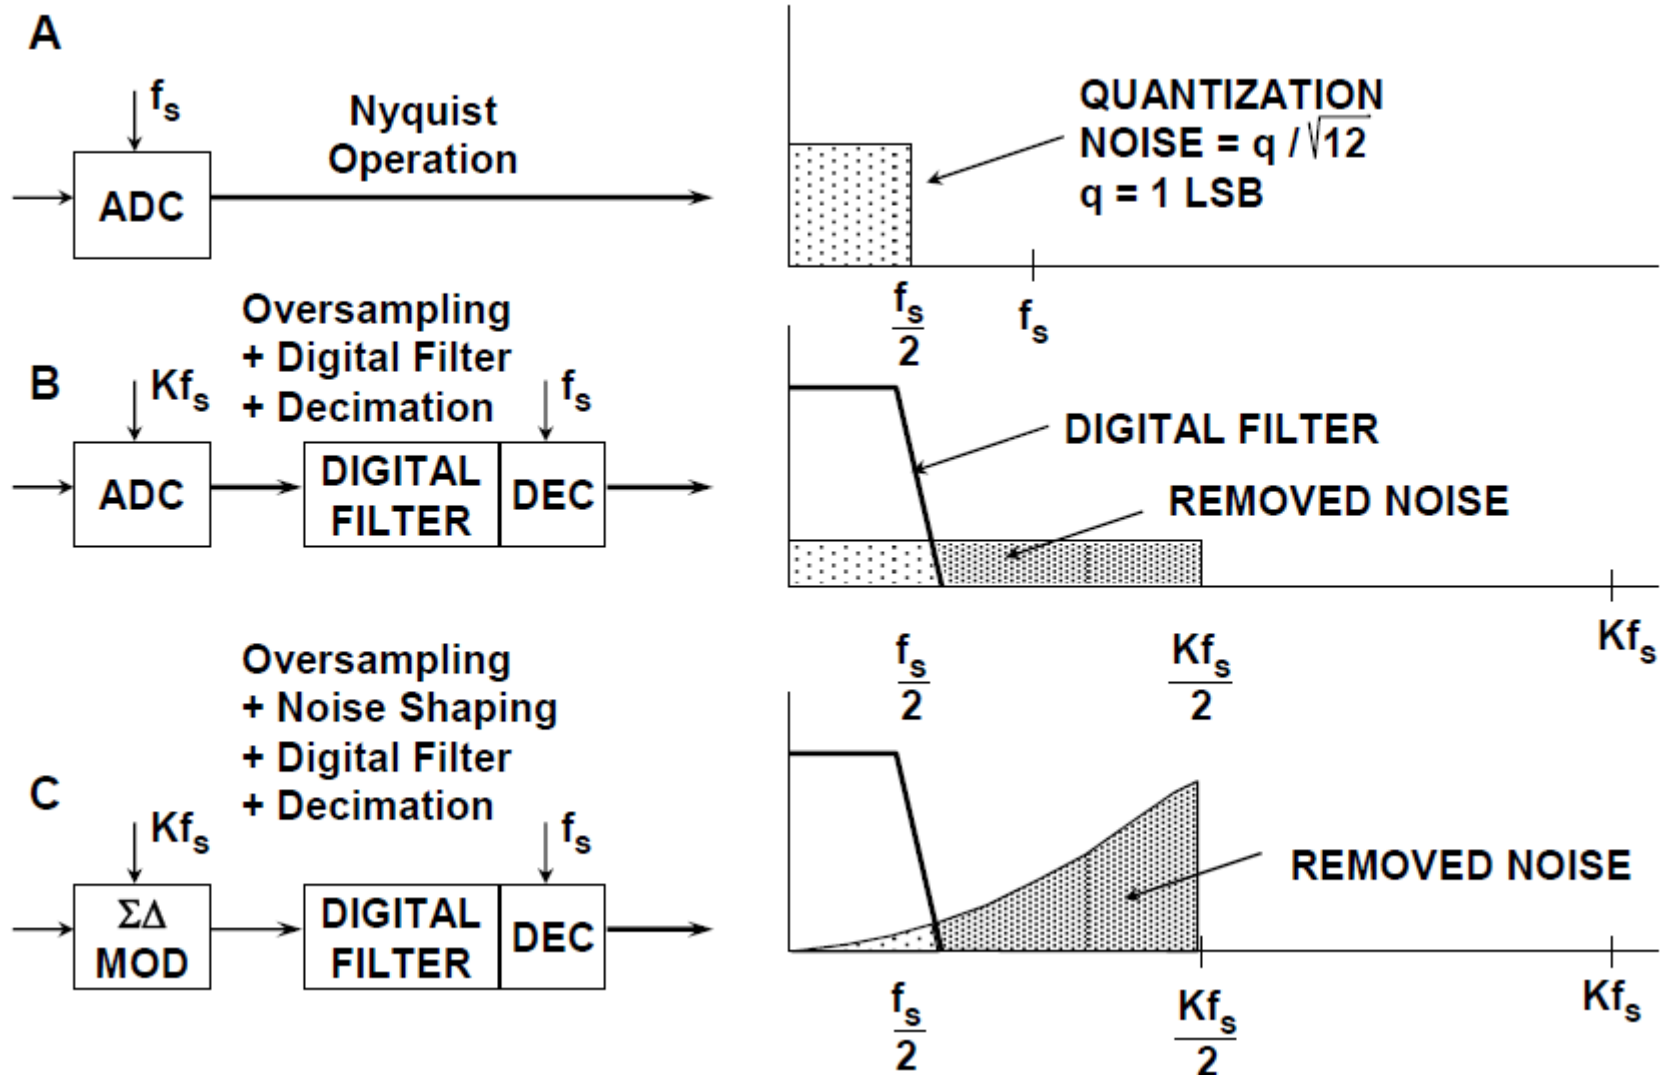 A
fs
Nyquist
Operation
ADC
QUANTIZATION
NOISE = q / √12
q = 1 LSB
fs
2
fs
B
Kfs
Oversampling
+ Digital Filter
+ Decimation
fs
ADC
DIGITAL
FILTER
DEC
DIGITAL FILTER
REMOVED NOISE
fs
2
Kfs
2
Kfs
C
Kfs
Oversampling
+ Noise Shaping
+ Digital Filter
+ Decimation
fs
ΣΔ
MOD
DIGITAL
FILTER
DEC
REMOVED NOISE
fs
2
Kfs
2
Kfs